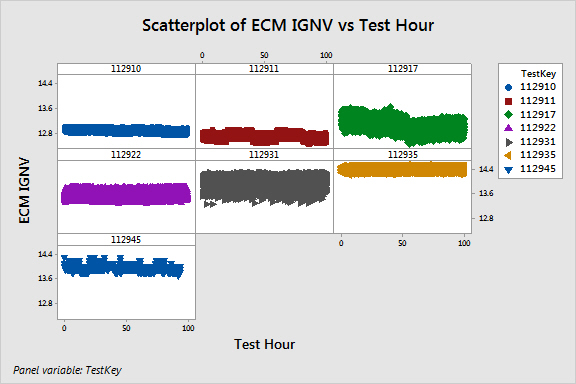 Scatterplot of ECM IGNV vs Test Hour
0 50 100
112910 112911 112917
14.4
13.6
12.8
112922 112931 112935
14.4
13.6
12.8
112945
0 50 100
14.4
13.6
12.8
0 50 100
ECM IGNV
Test Hour
TestKey
112910
112911
112917
112922
112931
112935
112945
Panel variable: TestKey